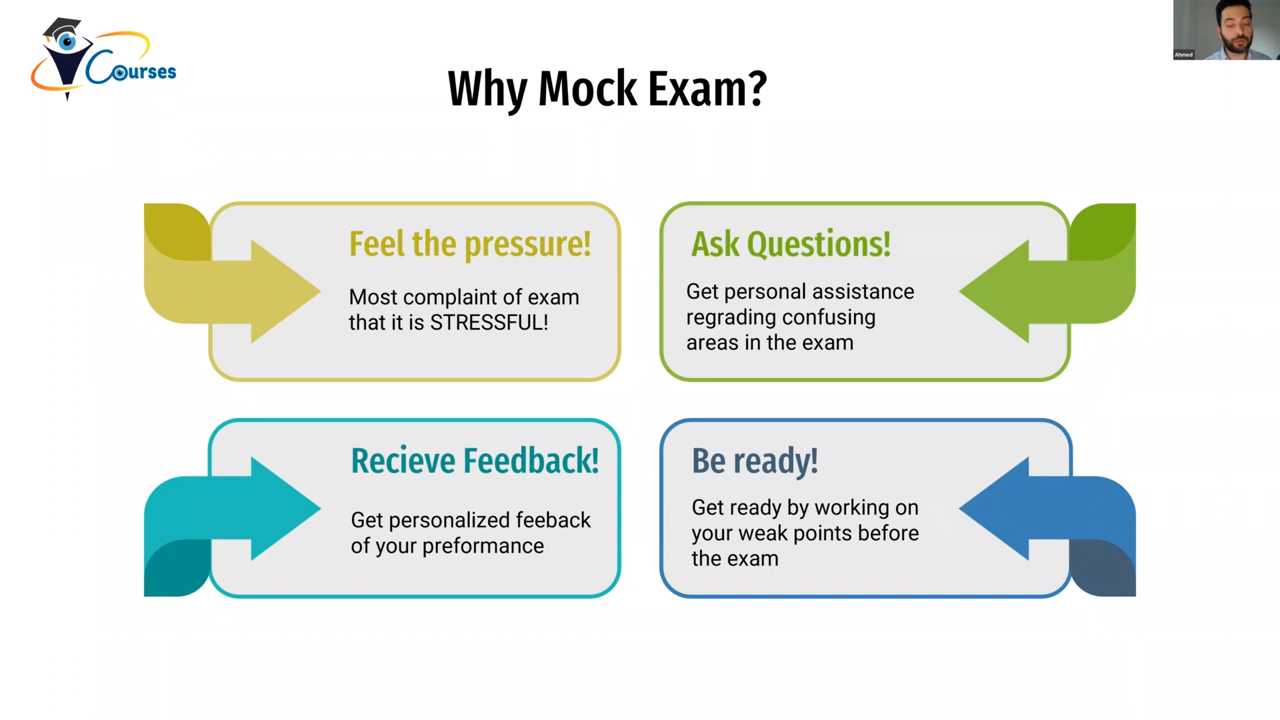 Courses
Ahmed
Why Mock Exam?
Feel the pressure!
Most complaint of exam
that it is STRESSFUL!
Ask Questions!
Get personal assistance
regrading confusing
areas in the exam
Recieve Feedback!
Get personalized feeback
of your preformance
Be ready!
Get ready by working on
your weak points before
the exam